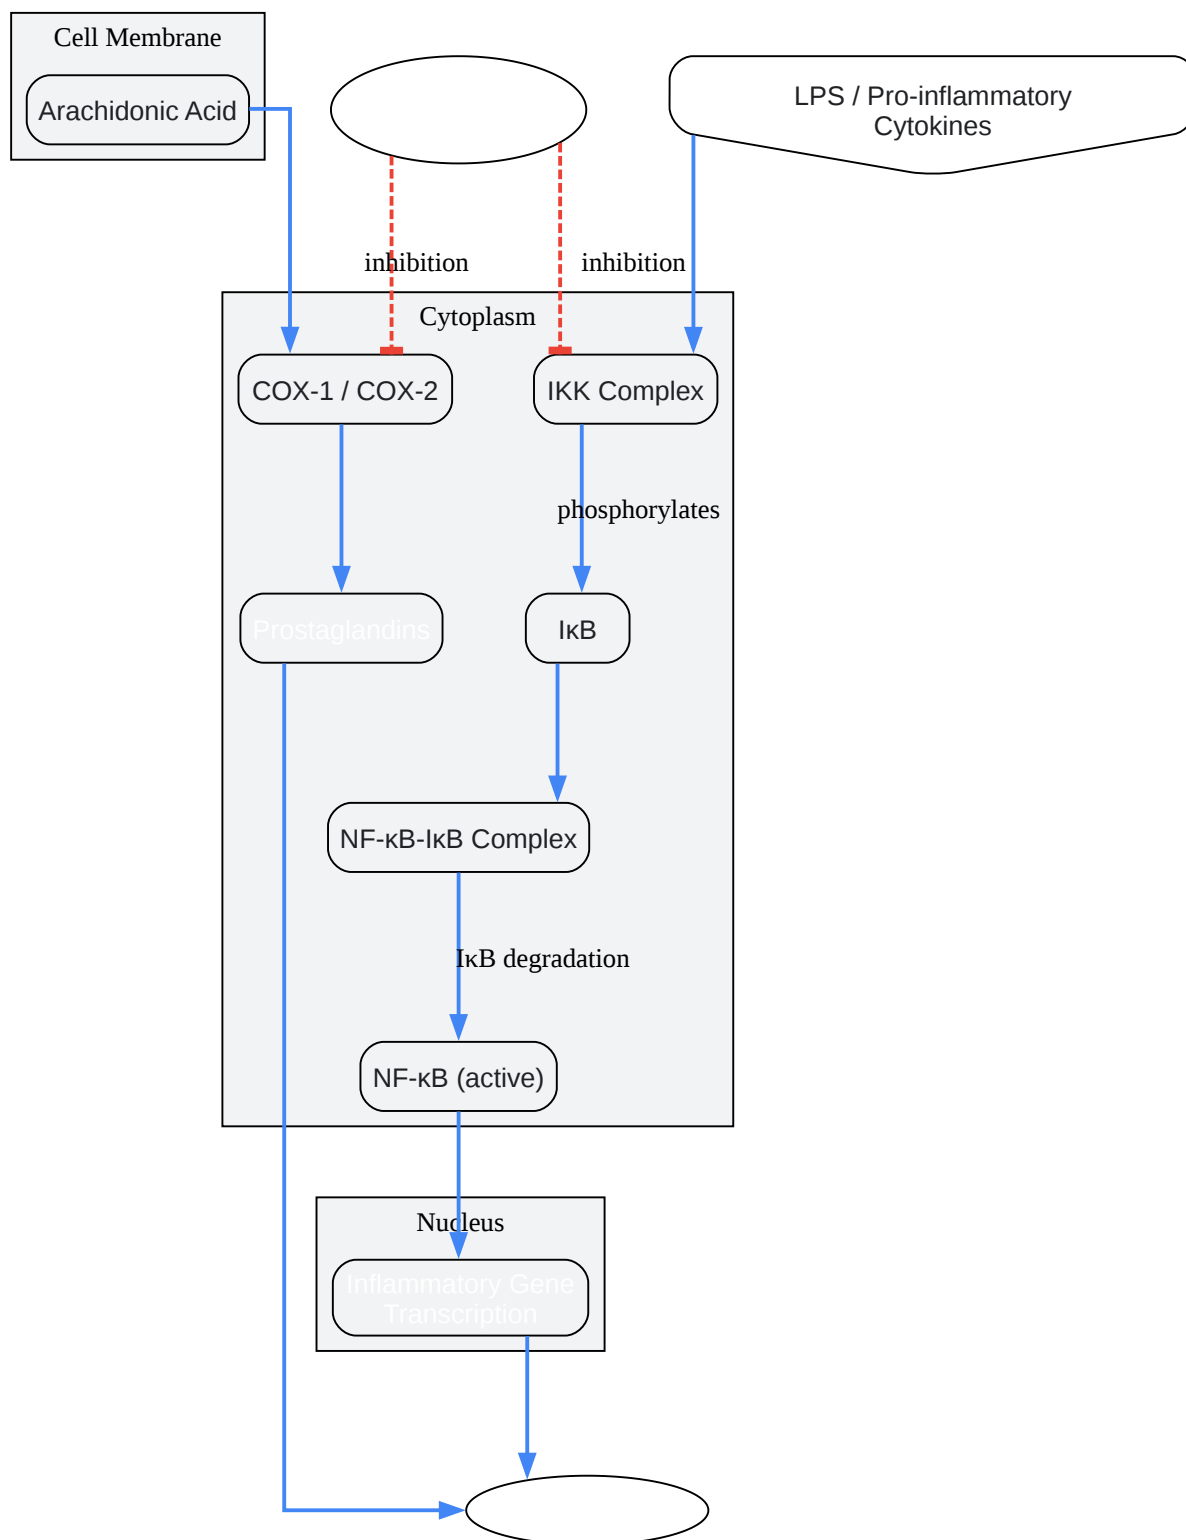 Cell Membrane
Arachidonic Acid
LPS / Pro-inflammatory
Cytokines
inhibition
inhibition
Cytoplasm
COX-1 / COX-2
IKK Complex
phosphorylates
Prostaglandins
IκB
NF-κB-IκB Complex
IκB degradation
NF-κB (active)
Nucleus
Inflammatory Gene
Transcription